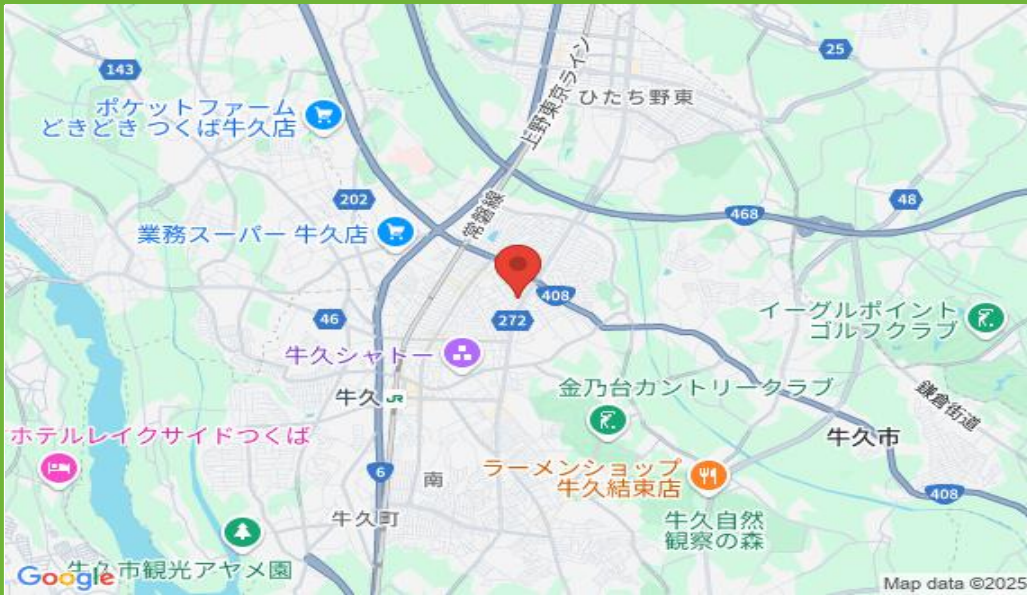 25
143
上野東京ライン
ひたち野東
ポケットファーム
どきどき つくば牛久店
202
48
常磐線
468
業務スーパー 牛久店
408
イーグルポイント
ゴルフクラブ
46
272
牛久シャトー
金乃台カントリークラブ
牛久 JR
鎌倉街道
牛久市
ホテルレイクサイドつくば
ラーメンショップ
牛久結束店
6
南
408
牛久町
牛久自然
観察の森
牛久市観光アヤメ園
Google
Map data ©2025